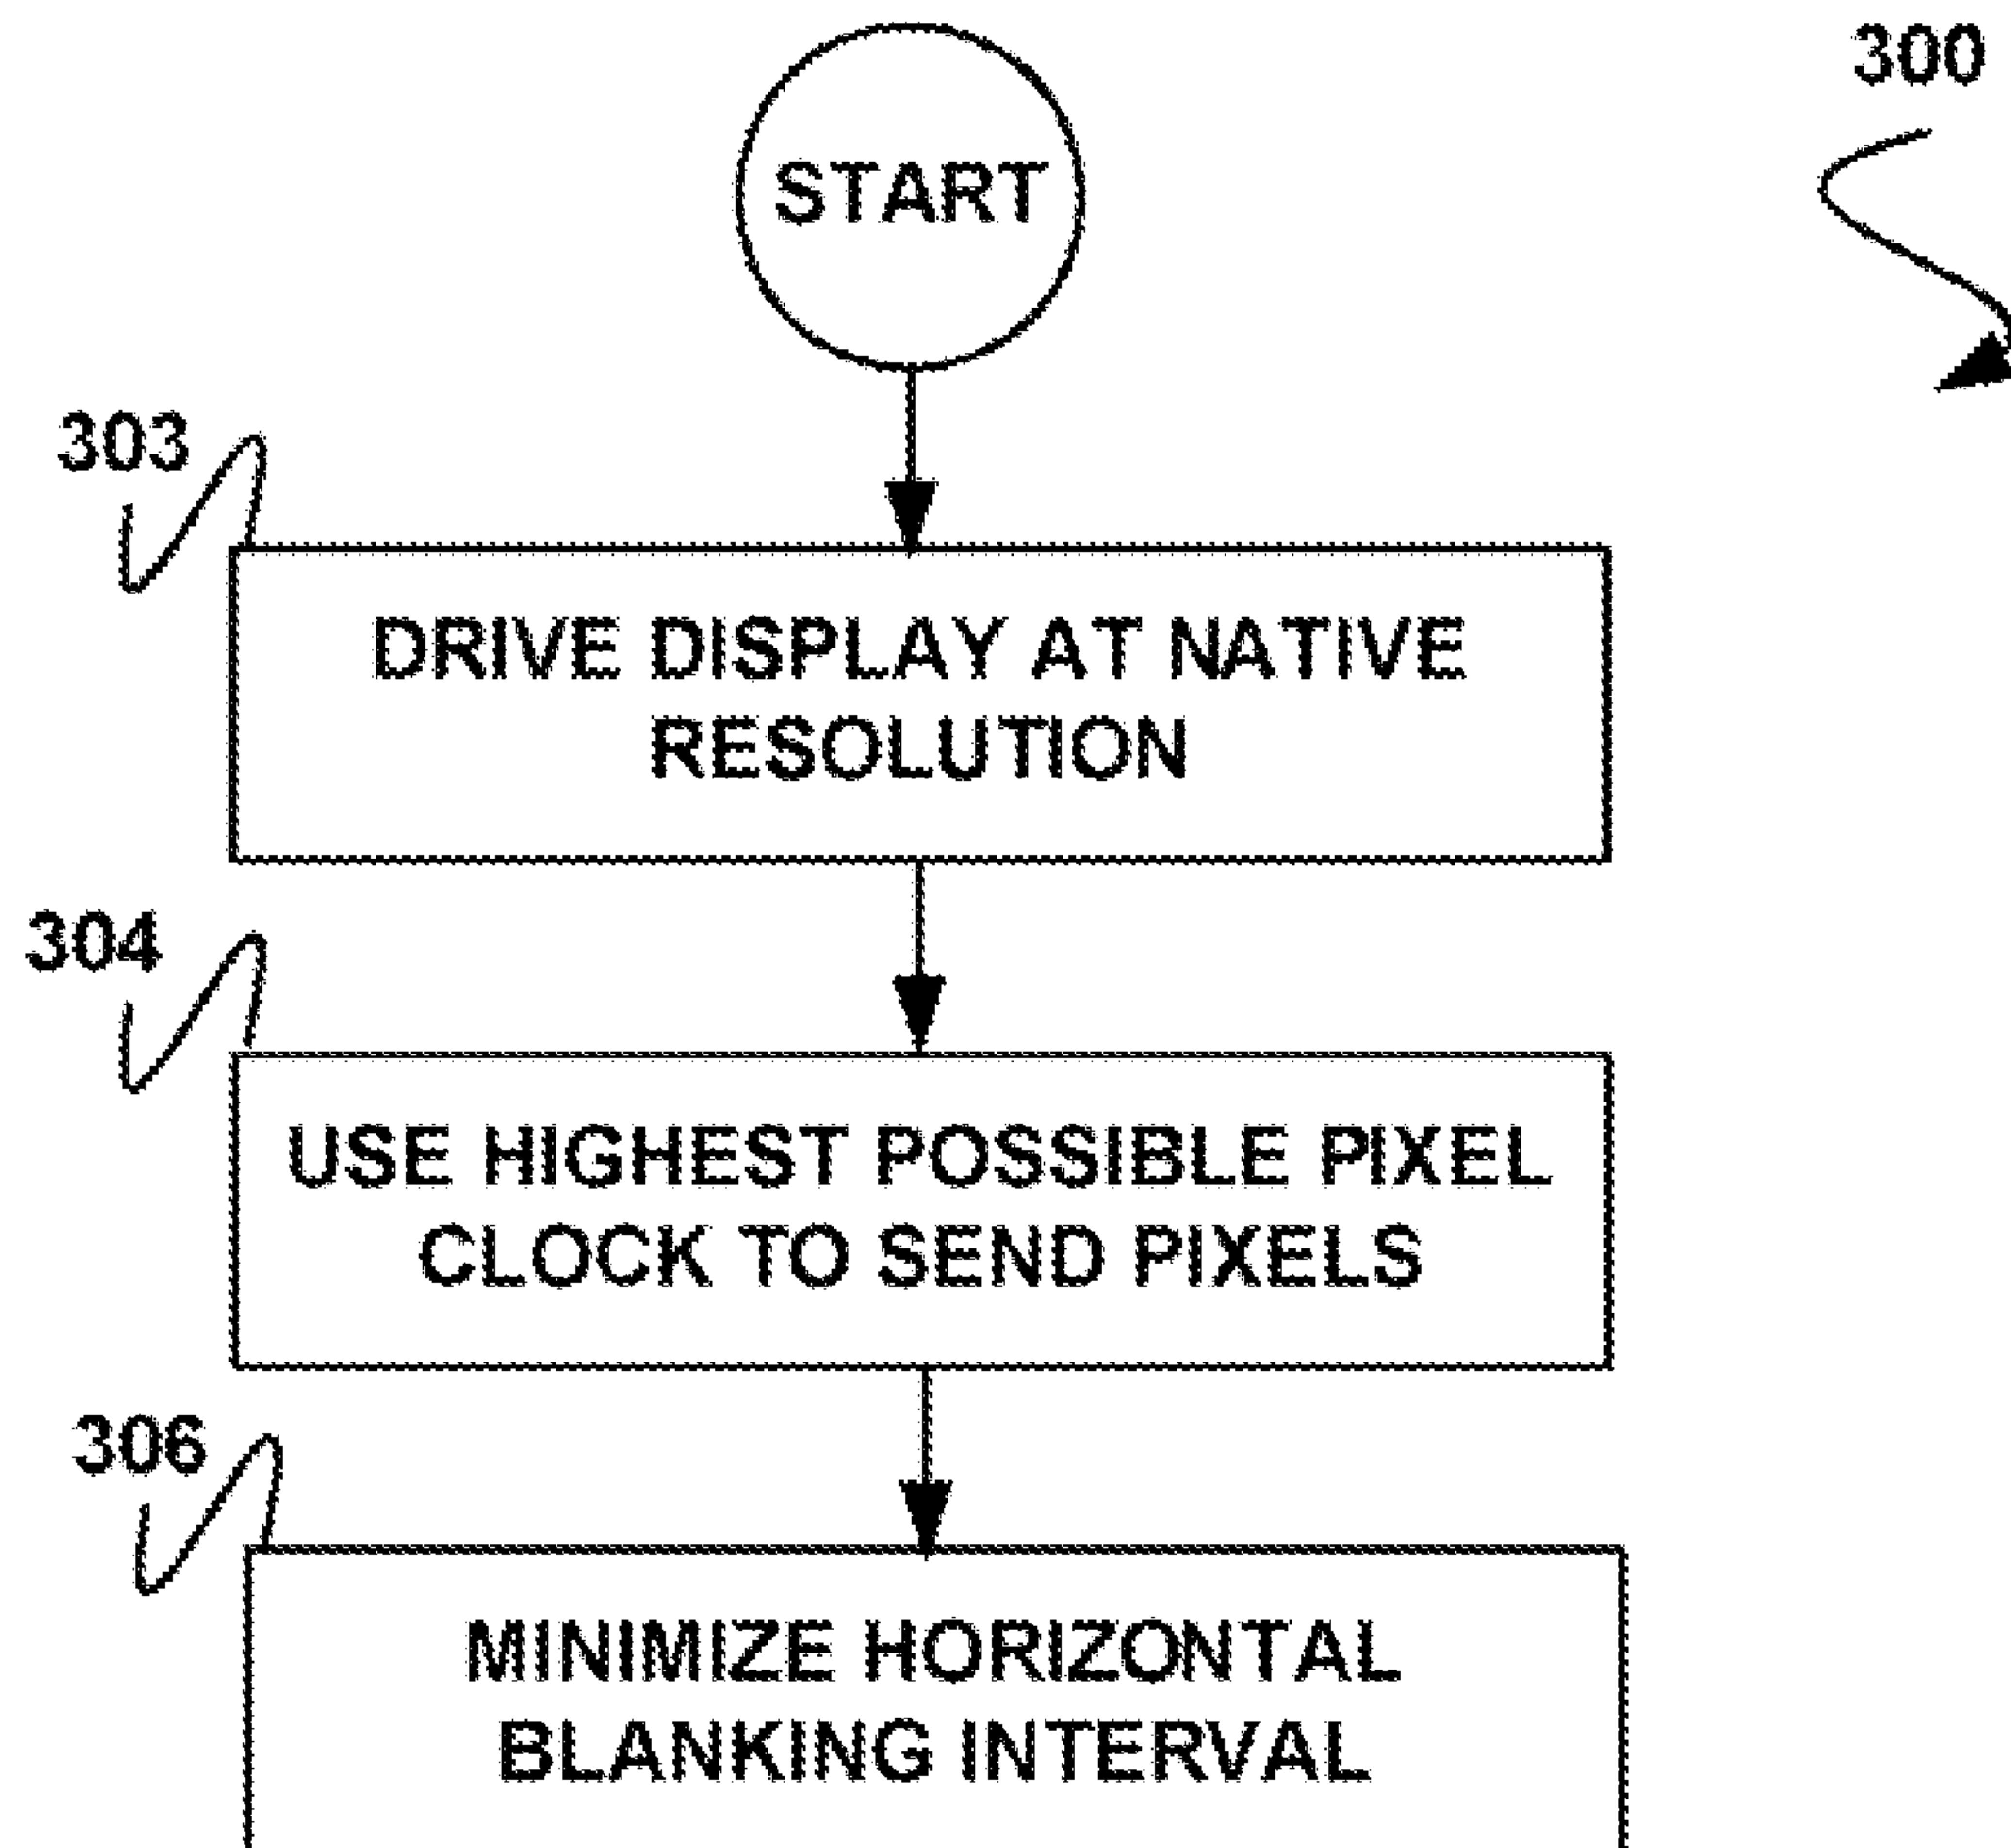 START
300
303
DRIVE DISPLAY AT NATIVE
RESOLUTION
304
USE HIGHEST POSSIBLE PIXEL
CLOCK TO SEND PIXELS
306
MINIMIZE HORIZONTAL
BLANKING INTERVAL